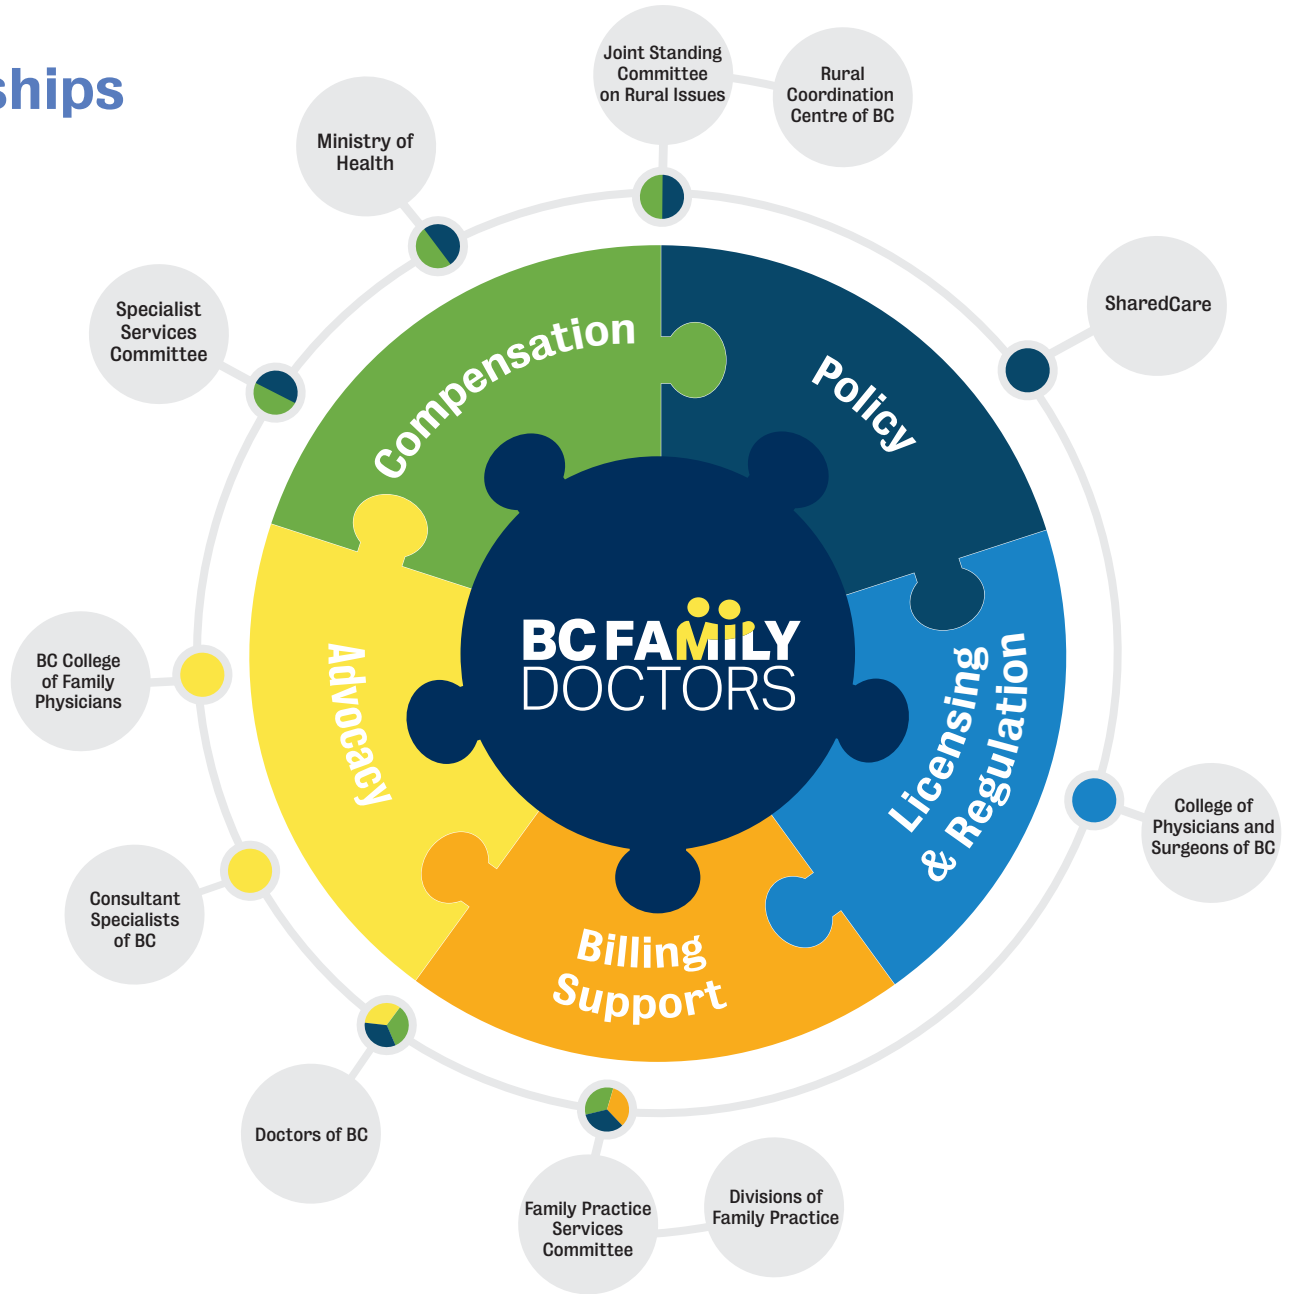 ships
Joint Standing
Committee
on Rural Issues
Rural
Coordination
Centre of BC
Ministry of
Health
SharedCare
Specialist
Services
Committee
Compensation
Policy
BC FAMILY
DOCTORS
Advocacy
Licensing
& Regulation
BC College
of Family
Physicians
College of
Physicians and
Surgeons of BC
Consultant
Specialists
of BC
Billing
Support
Doctors of BC
Family Practice
Services
Committee
Divisions of
Family Practice